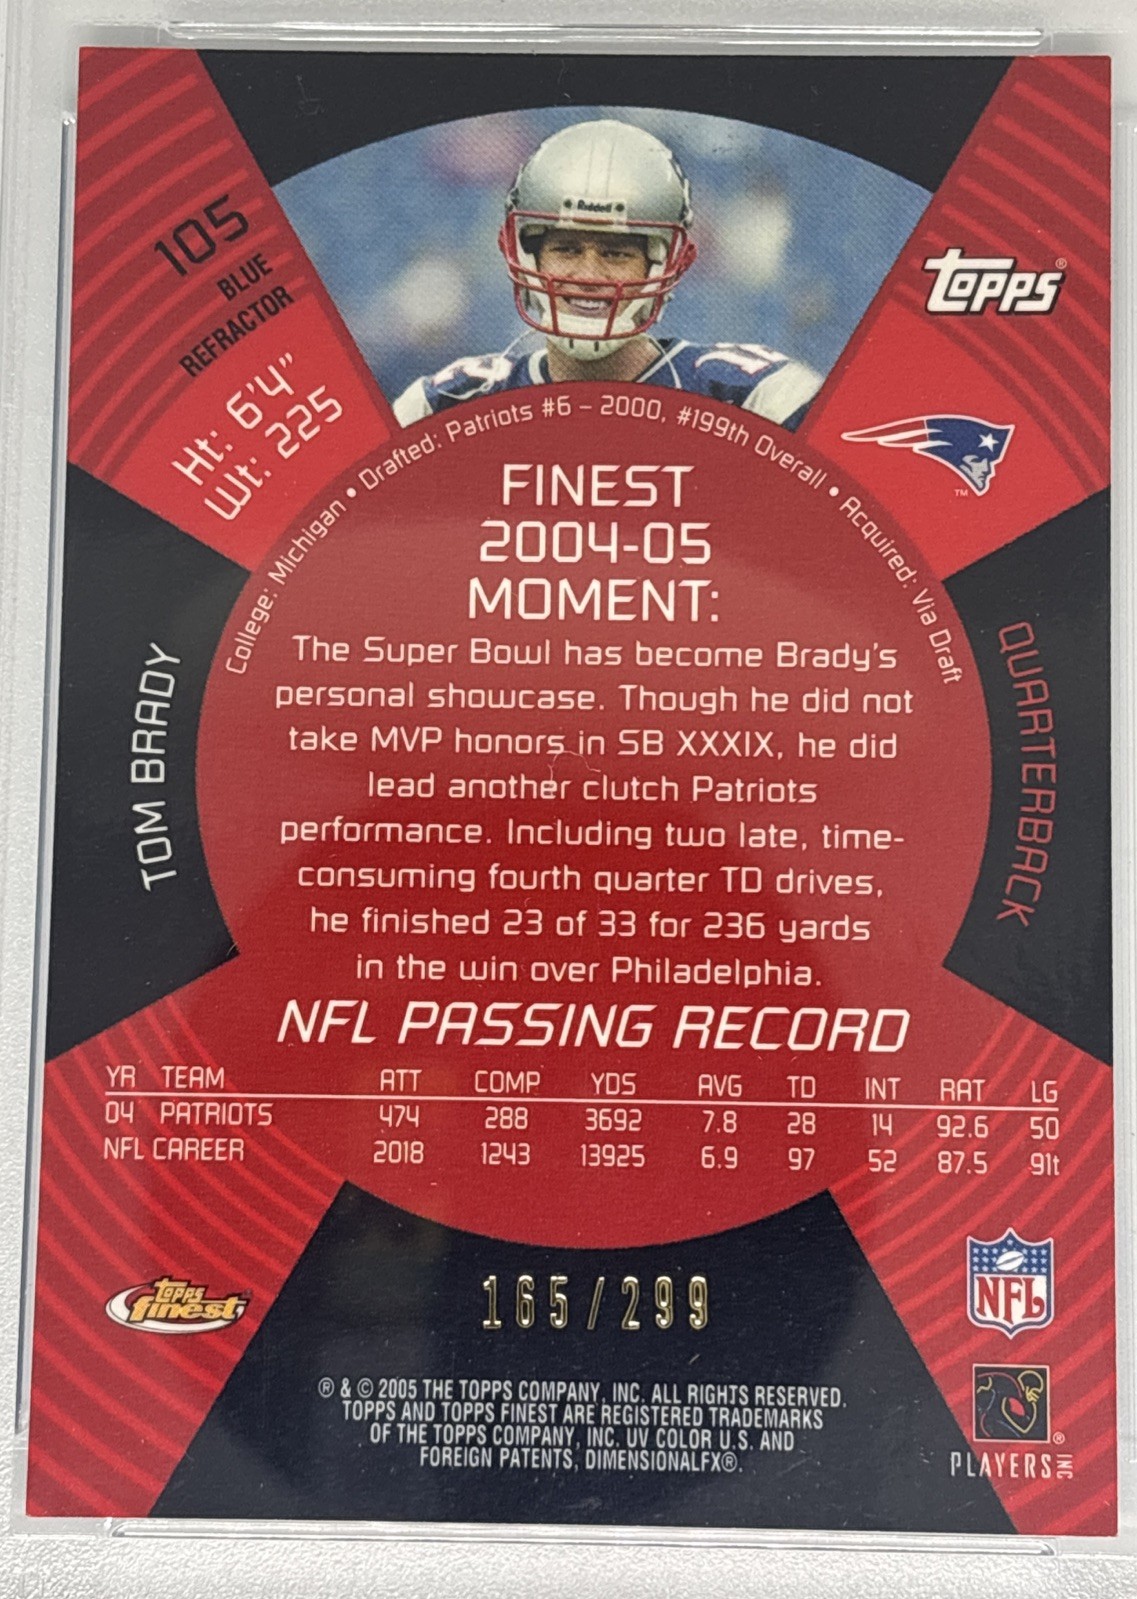 105
BLUE
REFRACTOR
Ht: 6'4"
Wt: 225
Riddell
12
TOPPS®
TM
College: Michigan • Drafted: Patriots #6 – 2000, #199th Overall • Acquired: Via Draft
FINEST
2004-05
MOMENT:
The Super Bowl has become Brady's
personal showcase. Though he did not
take MVP honors in SB XXXIX, he did
lead another clutch Patriots
performance. Including two late, time-
consuming fourth quarter TD drives,
he finished 23 of 33 for 236 yards
in the win over Philadelphia.
TOM BRADY
QUARTERBACK
NFL PASSING RECORD
YR TEAM ATT COMP YDS AVG TD INT RAT LG
04 PATRIOTS 474 288 3692 7.8 28 14 92.6 50
NFL CAREER 2018 1243 13925 6.9 97 52 87.5 91t
TOPPS
finest
165/299
NFL
® & © 2005 THE TOPPS COMPANY, INC. ALL RIGHTS RESERVED.
TOPPS AND TOPPS FINEST ARE REGISTERED TRADEMARKS
OF THE TOPPS COMPANY, INC. UV COLOR U.S. AND
FOREIGN PATENTS, DIMENSIONALFX®.
®
PLAYERS INC